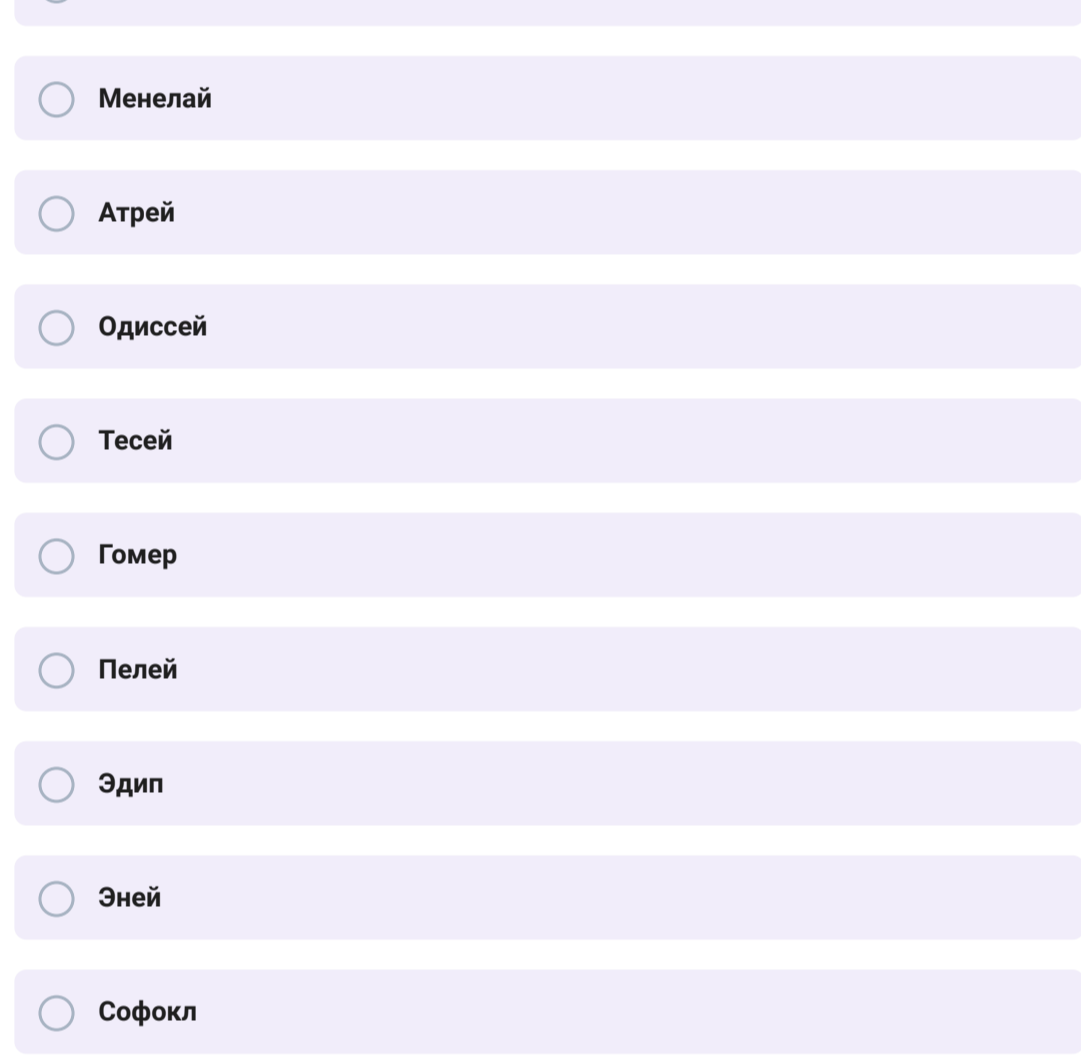 Менелай
Атрей
Одиссей
Тесей
Гомер
Пелей
Эдип
Эней
Софокл